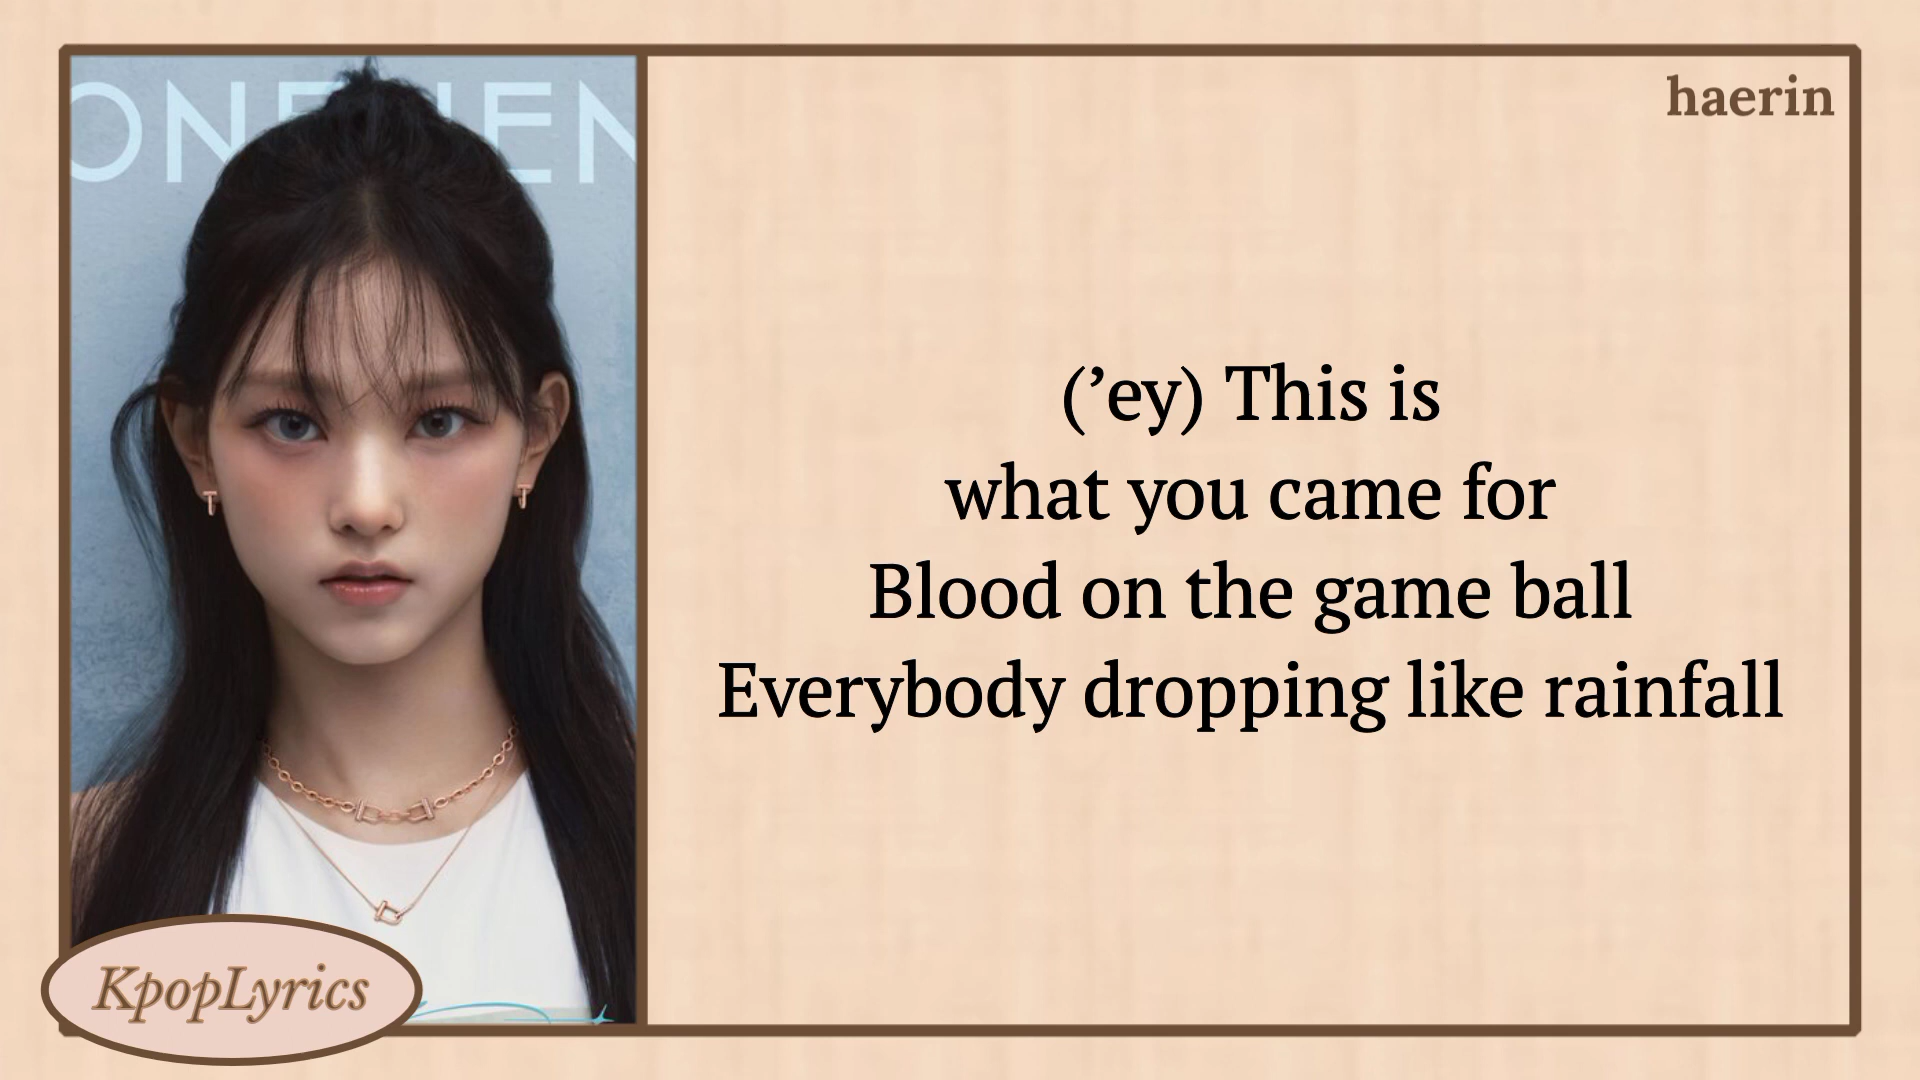 haerin
(’ey) This is
what you came for
Blood on the game ball
Everybody dropping like rainfall
KpopLyrics